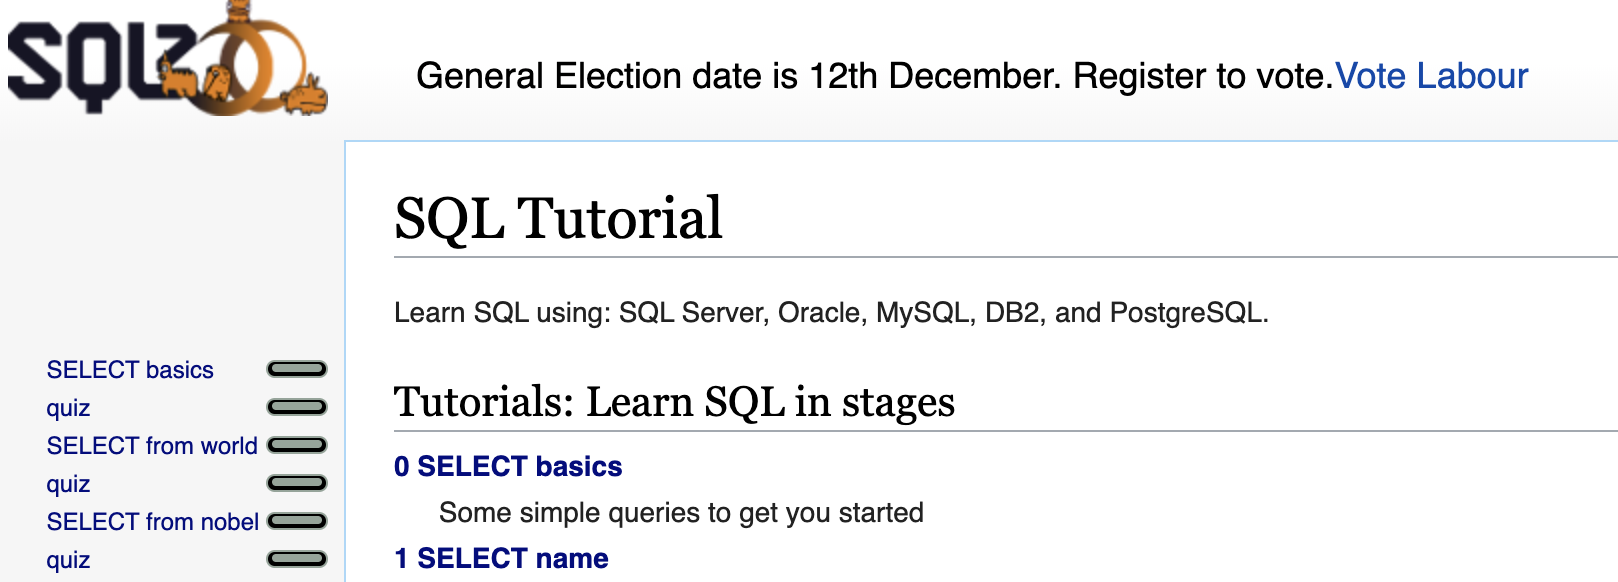 SQLZOO
General Election date is 12th December. Register to vote.Vote Labour
SQL Tutorial
Learn SQL using: SQL Server, Oracle, MySQL, DB2, and PostgreSQL.
Tutorials: Learn SQL in stages
0 SELECT basics
Some simple queries to get you started
1 SELECT name
SELECT basics
quiz
SELECT from world
quiz
SELECT from nobel
quiz